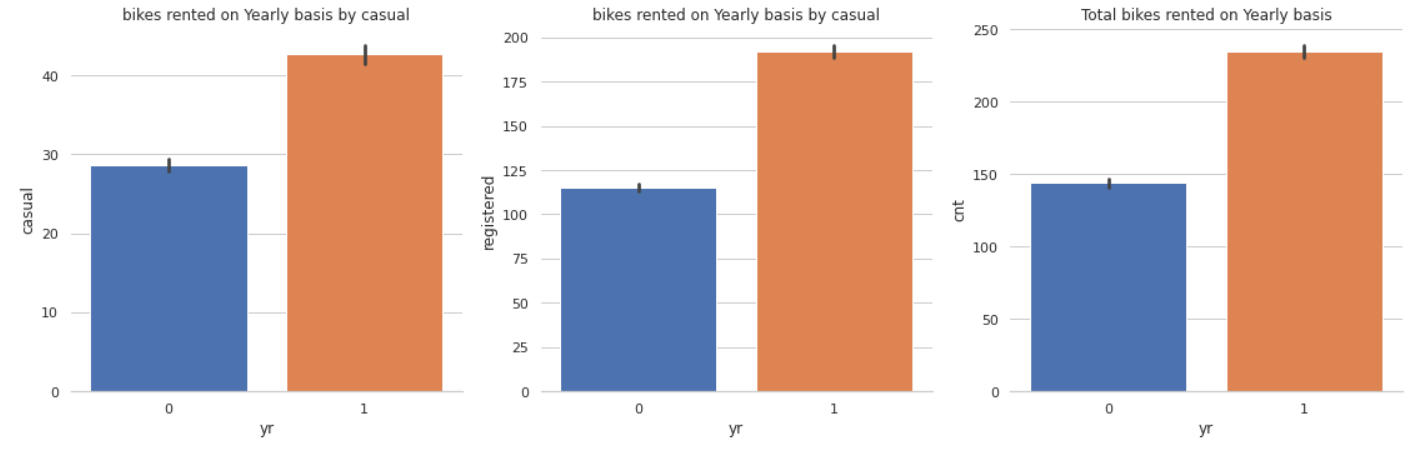 bikes rented on Yearly basis by casual
casual
40
30
20
10
0
0 1
yr
bikes rented on Yearly basis by casual
registered
200
175
150
125
100
75
50
25
0
0 1
yr
Total bikes rented on Yearly basis
cnt
250
200
150
100
50
0
0 1
yr